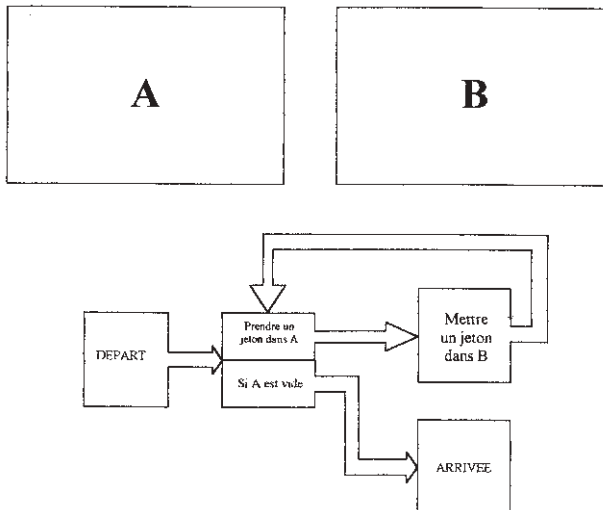 A
B
Prendre un
jeton dans A
Si A est vide
DEPART
Mettre
un jeton
dans B
ARRIVEE